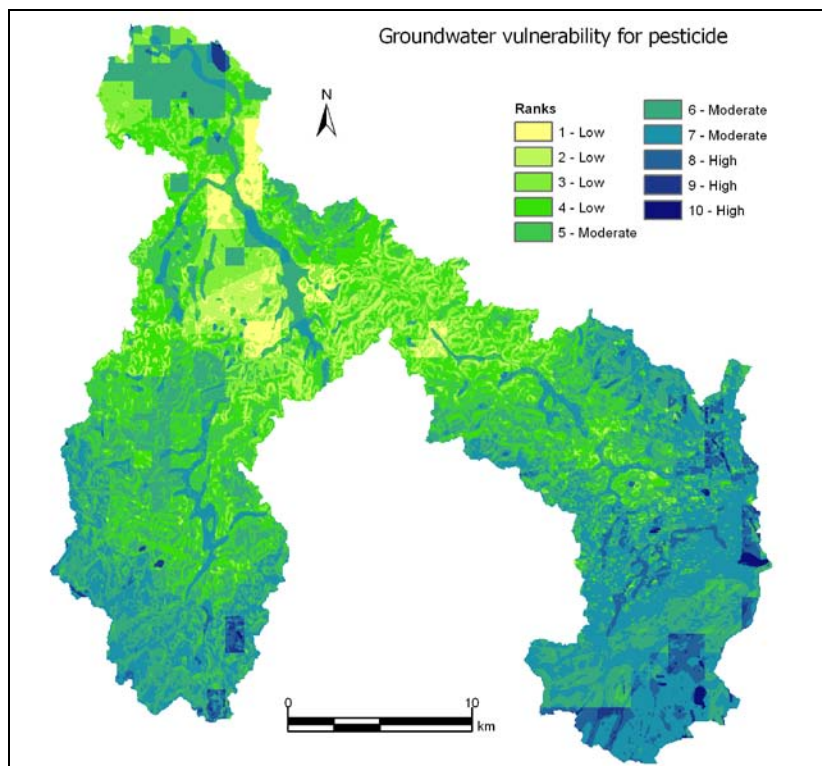 Groundwater vulnerability for pesticide
N
Ranks
1 - Low
2 - Low
3 - Low
4 - Low
5 - Moderate
6 - Moderate
7 - Moderate
8 - High
9 - High
10 - High
0 10
km